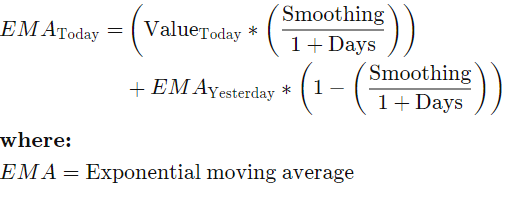 EMA_Today = (Value_Today * (Smoothing / 1 + Days))
+ EMA_Yesterday * (1 − (Smoothing / 1 + Days))
where:
EMA = Exponential moving average